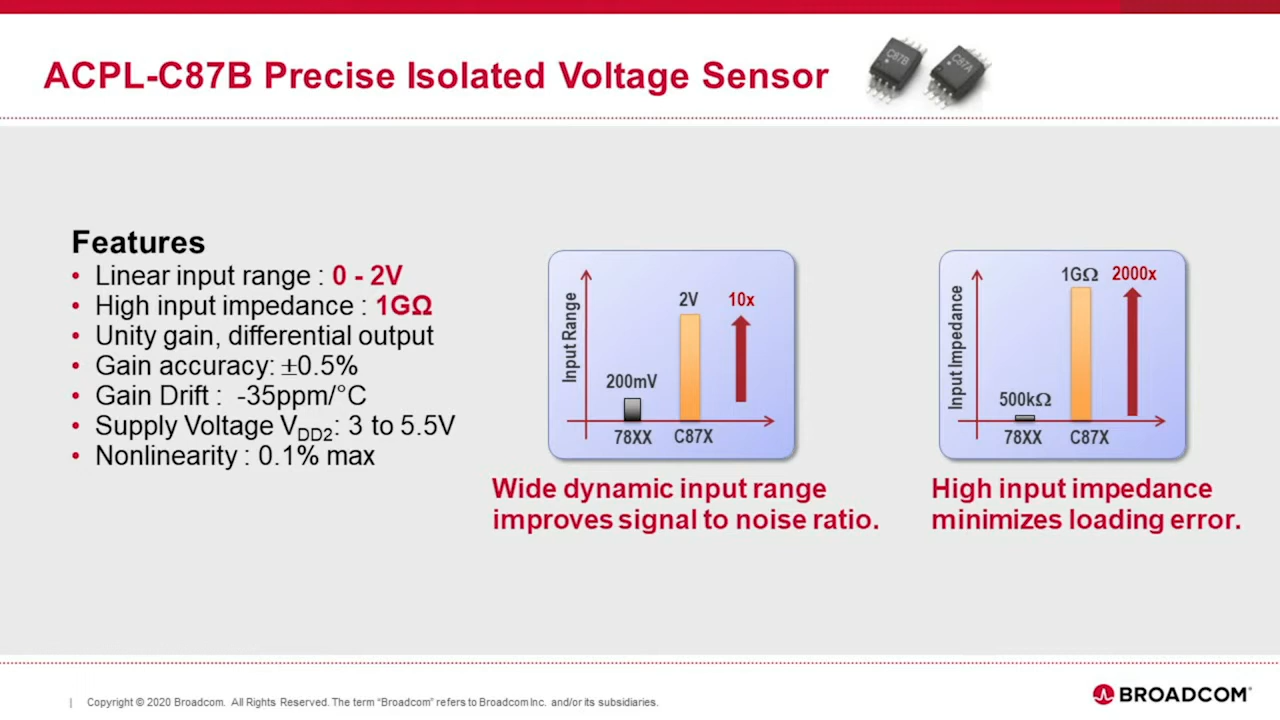 ACPL-C87B Precise Isolated Voltage Sensor
C87B
C87A
Features
• Linear input range : 0 - 2V
• High input impedance : 1GΩ
• Unity gain, differential output
• Gain accuracy: ±0.5%
• Gain Drift : -35ppm/°C
• Supply Voltage VDD2: 3 to 5.5V
• Nonlinearity : 0.1% max
Input Range
2V
10x
200mV
78XX
C87X
Wide dynamic input range
improves signal to noise ratio.
Input Impedance
1GΩ
2000x
500kΩ
78XX
C87X
High input impedance
minimizes loading error.
| Copyright © 2020 Broadcom. All Rights Reserved. The term “Broadcom” refers to Broadcom Inc. and/or its subsidiaries.
BROADCOM®